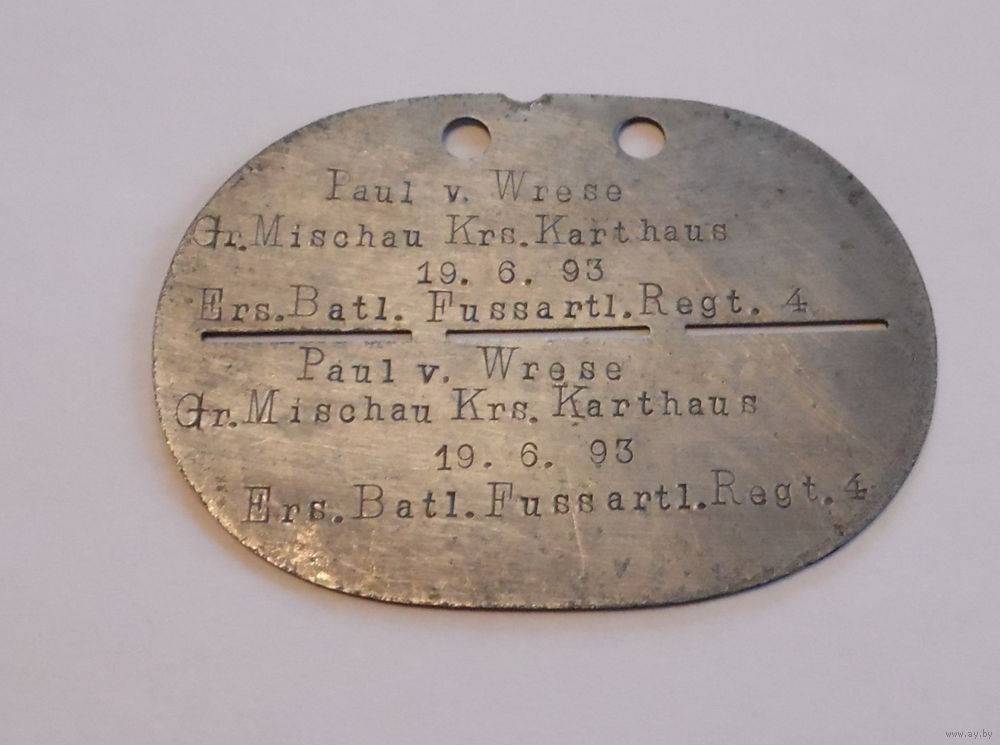 Paul v. Wrese
Gr. Mischau Krs. Karthaus
19. 6. 93
Ers. Batl. Fussartl. Regt. 4
Paul v. Wrese
Gr. Mischau Krs. Karthaus
19. 6. 93
Ers. Batl. Fussartl. Regt. 4
www.ay.by